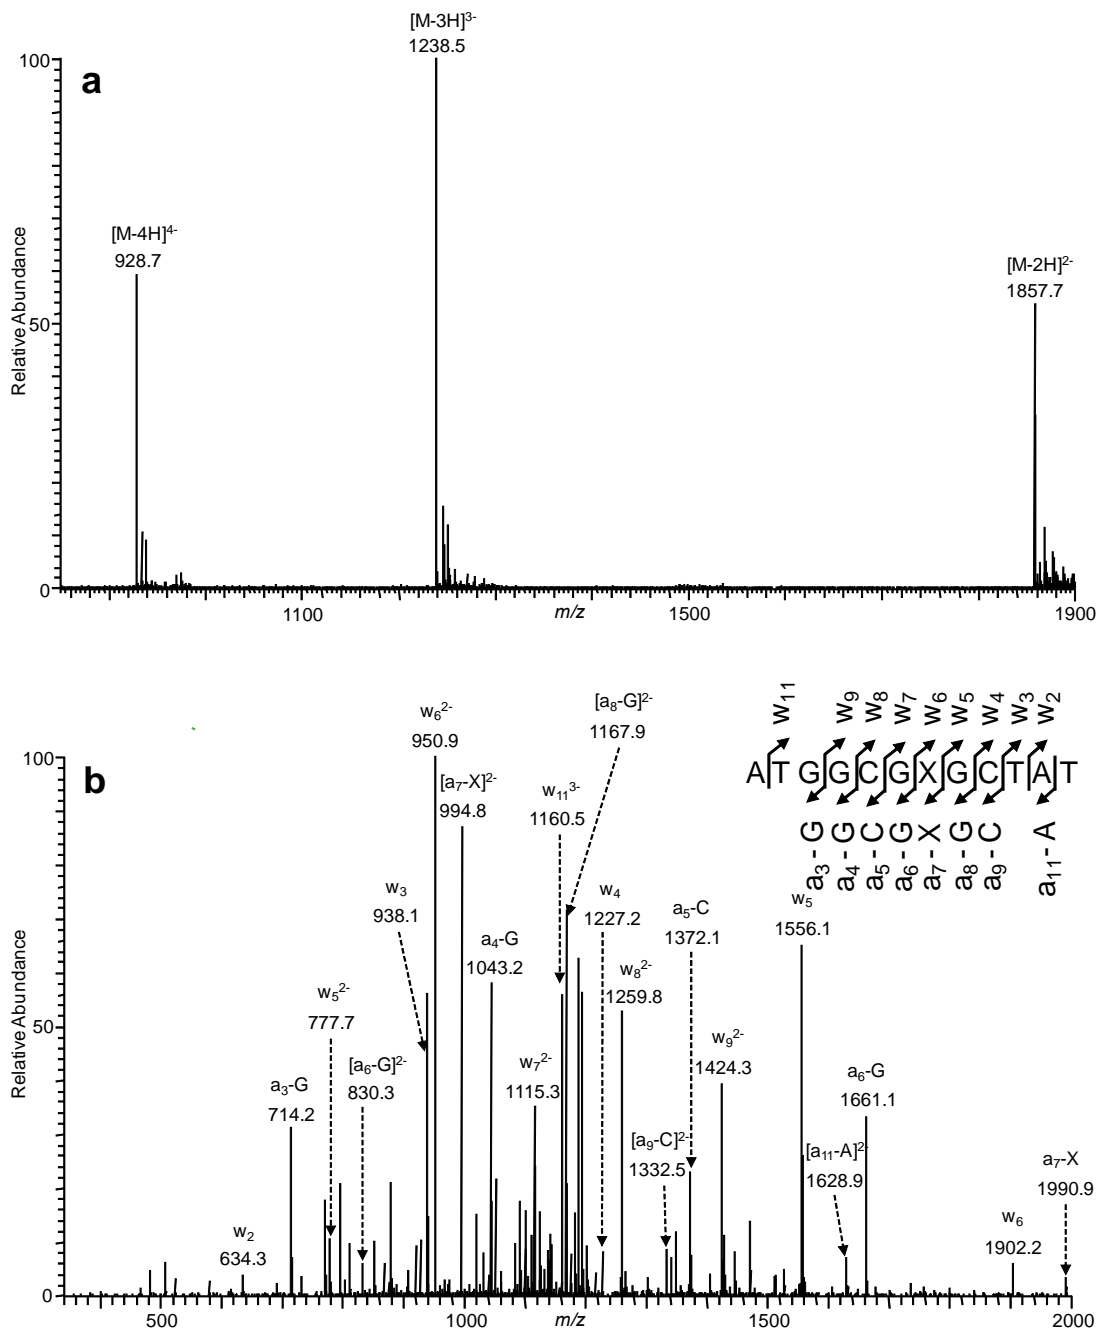 [M-3H]3-
1238.5
100
a
[M-4H]4-
928.7
[M-2H]2-
1857.7
50
Relative Abundance
0
1100
m/z
1500
1900
w11
w9
w8
w7
w6
w5
w4
w3
w2
ATGGCGXGCTAT
a3-G
a4-G
a5-C
a6-G
a7-X
a8-G
a9-C
a11-A
100
b
w6 2-
950.9
[a8-G]2-
1167.9
[a7-X]2-
994.8
w11 3-
1160.5
w3
938.1
w4
1227.2
a5-C
1372.1
w5
1556.1
a4-G
1043.2
w8 2-
1259.8
w5 2-
777.7
50
Relative Abundance
[a6-G]2-
830.3
w7 2-
1115.3
w9 2-
1424.3
a3-G
714.2
a6-G
1661.1
[a9-C]2-
1332.5
[a11-A]2-
1628.9
a7-X
1990.9
w2
634.3
w6
1902.2
0
500
1000
m/z
1500
2000